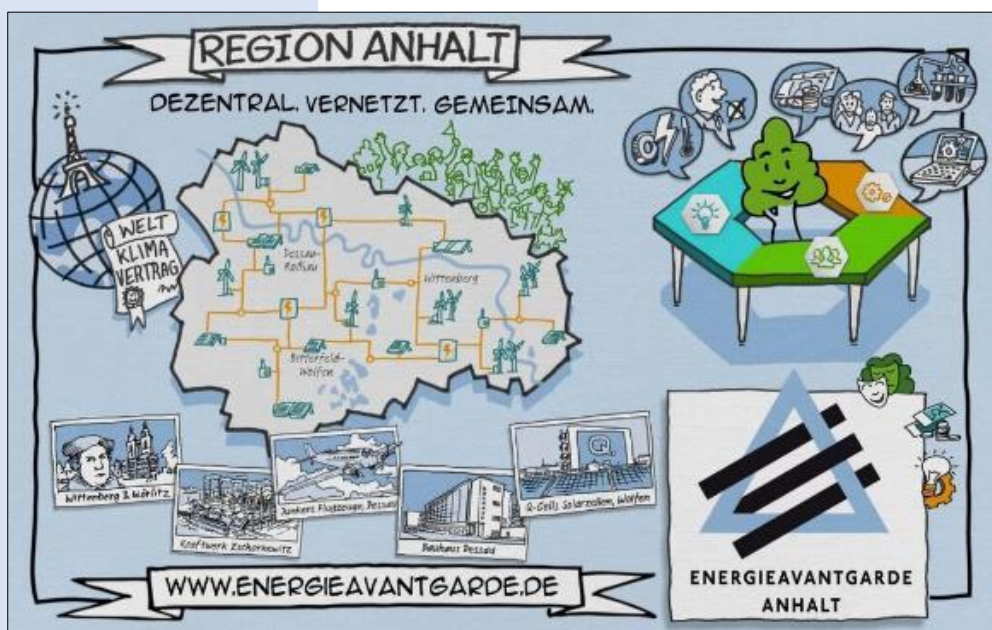 REGION ANHALT
DEZENTRAL. VERNETZT. GEMEINSAM.
WELT
KLIMA
VERTRAG
Dessau-
Roßlau
Wittenberg
Bitterfeld-
Wolfen
Wittenberg & Wörlitz
Kraftwerk Zschornewitz
Junkers Flugzeuge, Dessau
Bauhaus Dessau
Q
Q-Cells Solarzellen, Wolfen
WWW.ENERGIEAVANTGARDE.DE
ENERGIEAVANTGARDE
ANHALT